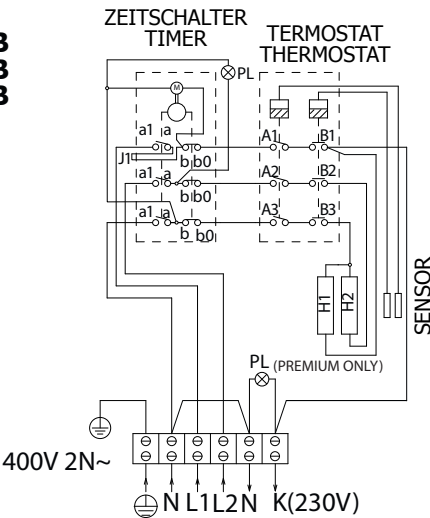 B
B
B
ZEITSCHALTER
TIMER
TERMOSTAT
THERMOSTAT
PL
M
a1 a
A1 B1
J1
b b0
a1 a
A2 B2
b b0
a1 a
A3 B3
b b0
H1 H2
SENSOR
PL (PREMIUM ONLY)
400V 2N~
N L1 L2 N K(230V)